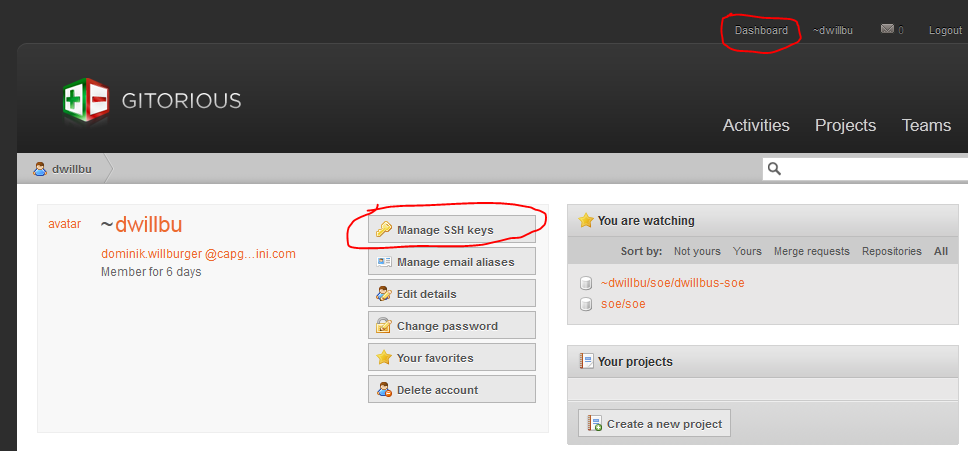 Dashboard ~dwillbu 0 Logout
GITORIOUS
Activities Projects Teams
dwillbu
avatar
~dwillbu
dominik.willburger @capg...ini.com
Member for 6 days
Manage SSH keys
Manage email aliases
Edit details
Change password
Your favorites
Delete account
You are watching
Sort by: Not yours Yours Merge requests Repositories All
~dwillbu/soe/dwillbus-soe
soe/soe
Your projects
Create a new project